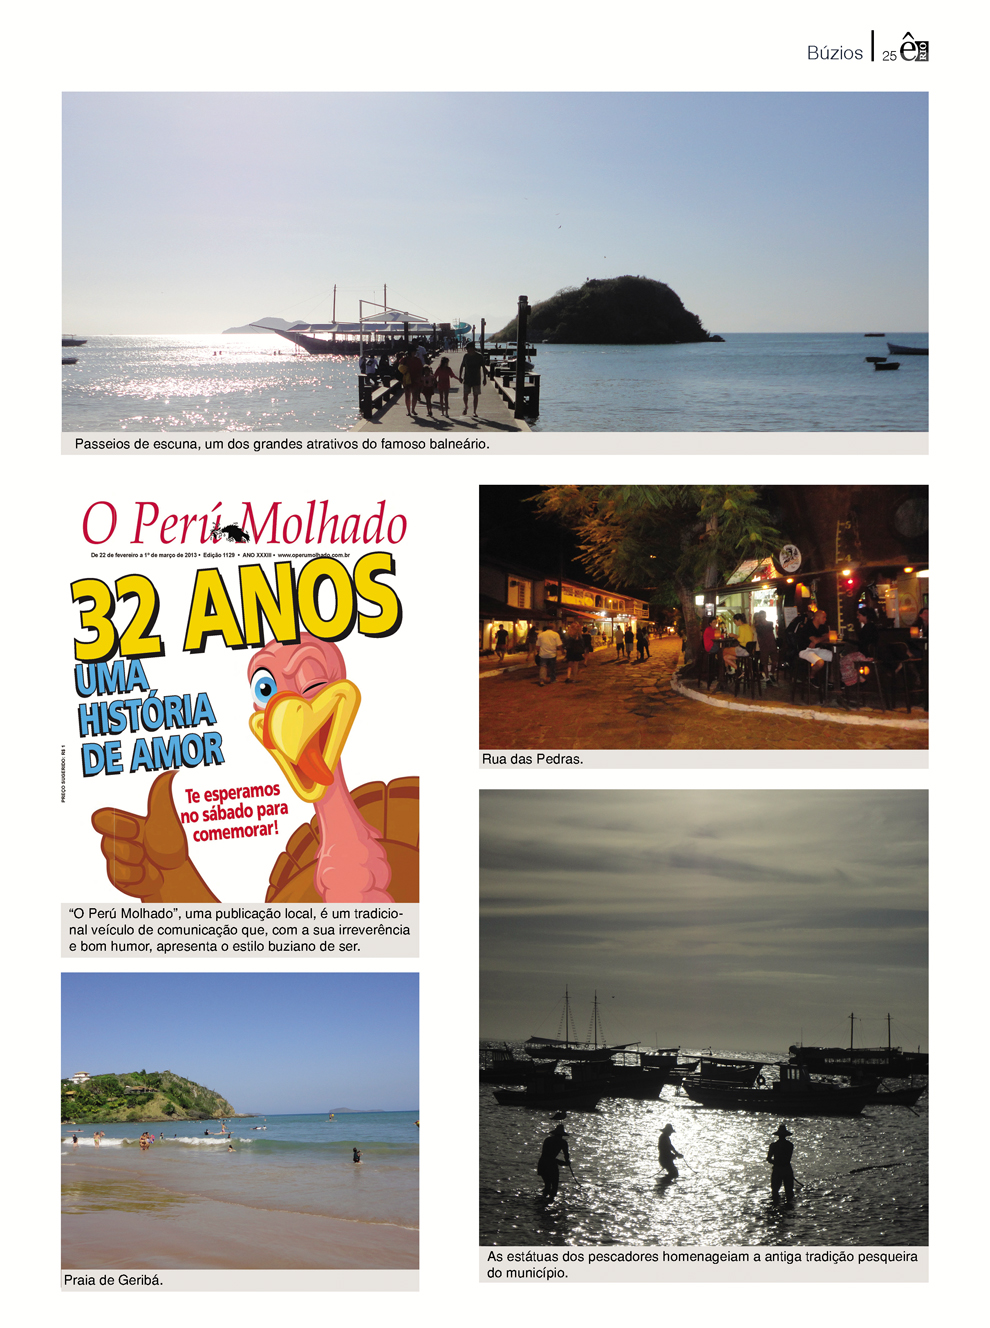 Búzios
25 ê RIO
Passeios de escuna, um dos grandes atrativos do famoso balneário.
O Perú Molhado
De 22 de fevereiro a 1º de março de 2013 • Edição 1129 • ANO XXXIII • www.operumolhado.com.br
32 ANOS
UMA
HISTÓRIA
DE AMOR
PREÇO SUGERIDO: R$ 1
Te esperamos
no sábado para
comemorar!
“O Perú Molhado”, uma publicação local, é um tradicio-
nal veículo de comunicação que, com a sua irreverência
e bom humor, apresenta o estilo buziano de ser.
Praia de Geribá.
Rua das Pedras.
As estátuas dos pescadores homenageiam a antiga tradição pesqueira
do município.